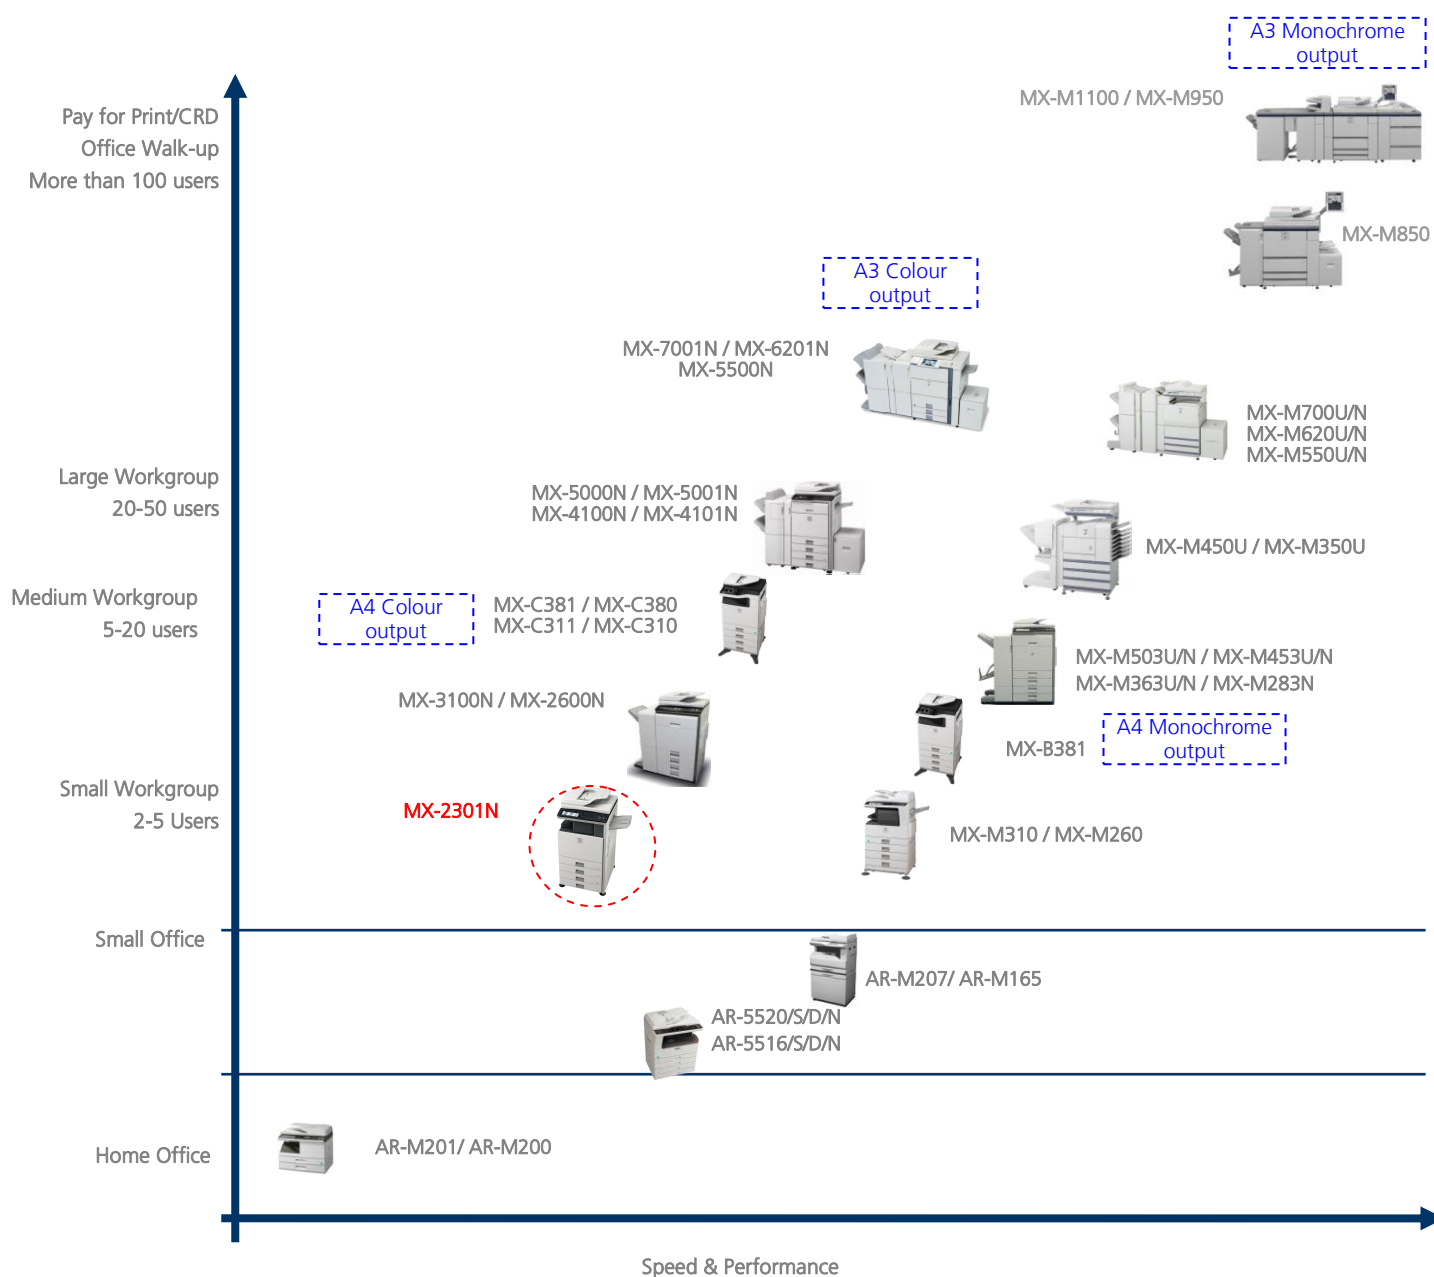 A3 Monochrome
output
MX-M1100 / MX-M950
Pay for Print/CRD
Office Walk-up
More than 100 users
MX-M850
A3 Colour
output
MX-7001N / MX-6201N
MX-5500N
MX-M700U/N
MX-M620U/N
MX-M550U/N
Large Workgroup
20-50 users
MX-5000N / MX-5001N
MX-4100N / MX-4101N
MX-M450U / MX-M350U
Medium Workgroup
5-20 users
A4 Colour
output
MX-C381 / MX-C380
MX-C311 / MX-C310
MX-M503U/N / MX-M453U/N
MX-M363U/N / MX-M283N
MX-3100N / MX-2600N
MX-B381
A4 Monochrome
output
Small Workgroup
2-5 Users
MX-2301N
MX-M310 / MX-M260
Small Office
AR-M207/ AR-M165
AR-5520/S/D/N
AR-5516/S/D/N
Home Office
AR-M201/ AR-M200
Speed & Performance